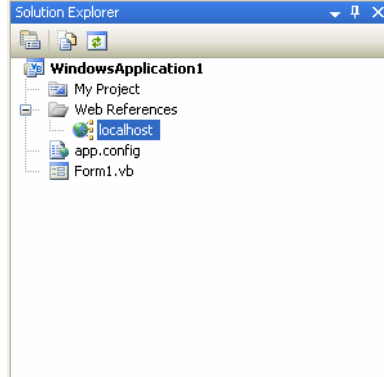 Solution Explorer
WindowsApplication1
My Project
Web References
localhost
app.config
Form1.vb